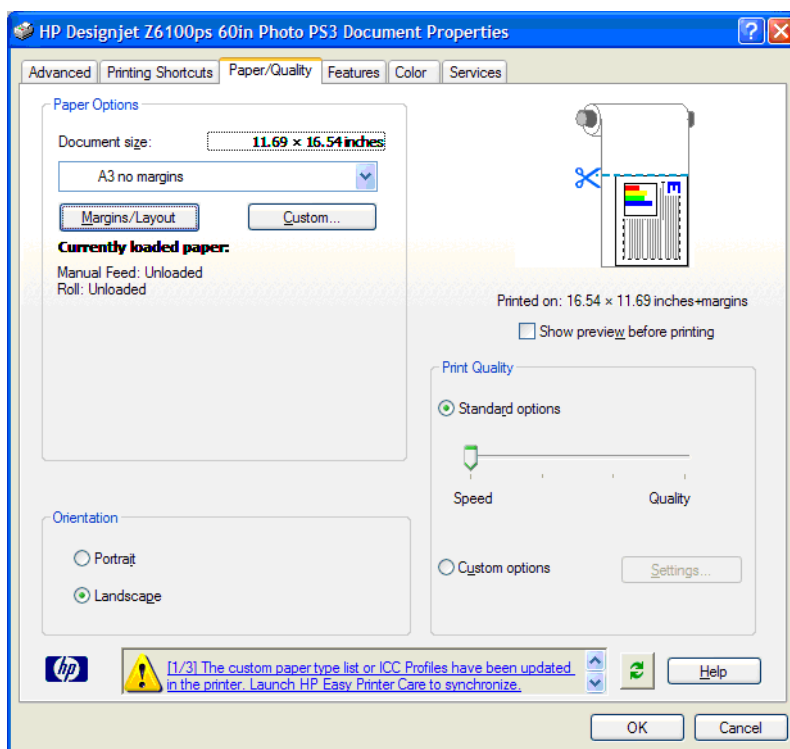 HP Designjet Z6100ps 60in Photo PS3 Document Properties
Advanced Printing Shortcuts Paper/Quality Features Color Services
Paper Options
Document size: 11.69 × 16.54 inches
A3 no margins
Margins/Layout Custom...
Currently loaded paper:
Manual Feed: Unloaded
Roll: Unloaded
Printed on: 16.54 × 11.69 inches+margins
Show preview before printing
Print Quality
Standard options
Speed Quality
Custom options Settings...
Orientation
Portrait
Landscape
hp
[1/3] The custom paper type list or ICC Profiles have been updated
in the printer. Launch HP Easy Printer Care to synchronize.
Help
OK Cancel